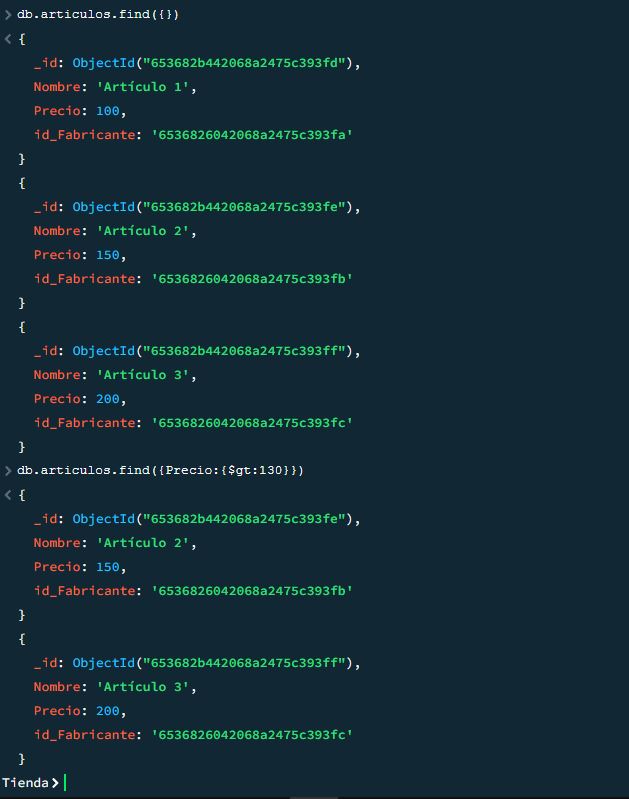 > db.articulos.find({})
< {
_id: ObjectId("653682b442068a2475c393fd"),
Nombre: 'Artículo 1',
Precio: 100,
id_Fabricante: '6536826042068a2475c393fa'
}
{
_id: ObjectId("653682b442068a2475c393fe"),
Nombre: 'Artículo 2',
Precio: 150,
id_Fabricante: '6536826042068a2475c393fb'
}
{
_id: ObjectId("653682b442068a2475c393ff"),
Nombre: 'Artículo 3',
Precio: 200,
id_Fabricante: '6536826042068a2475c393fc'
}
> db.articulos.find({Precio:{$gt:130}})
< {
_id: ObjectId("653682b442068a2475c393fe"),
Nombre: 'Artículo 2',
Precio: 150,
id_Fabricante: '6536826042068a2475c393fb'
}
{
_id: ObjectId("653682b442068a2475c393ff"),
Nombre: 'Artículo 3',
Precio: 200,
id_Fabricante: '6536826042068a2475c393fc'
}
Tienda>